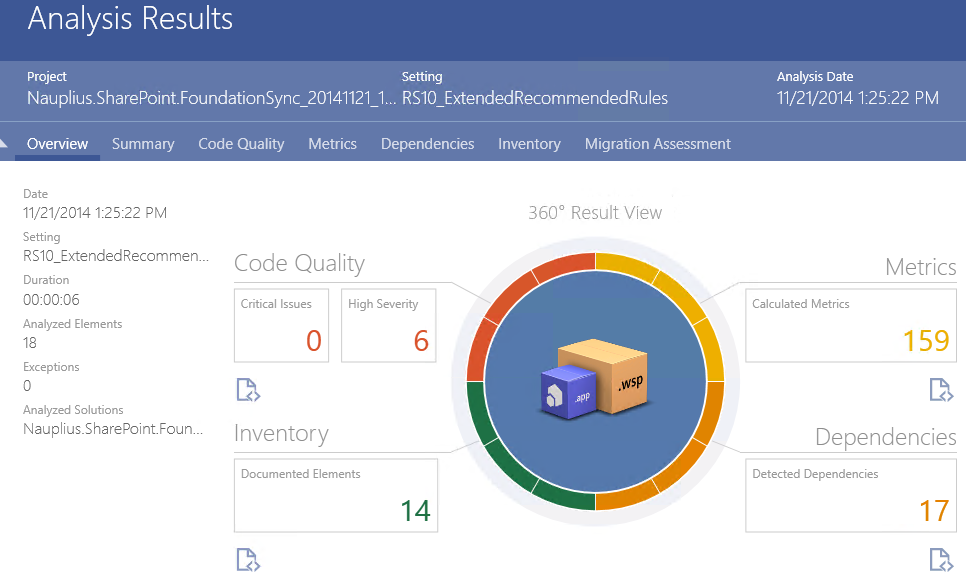 Analysis Results
Project
Setting
Analysis Date
Nauplius.SharePoint.FoundationSync_20141121_1...
RS10_ExtendedRecommendedRules
11/21/2014 1:25:22 PM
Overview Summary Code Quality Metrics Dependencies Inventory Migration Assessment
Date
11/21/2014 1:25:22 PM
Setting
RS10_ExtendedRecommen...
Duration
00:00:06
Analyzed Elements
18
Exceptions
0
Analyzed Solutions
Nauplius.SharePoint.Foun...
360° Result View
Code Quality
Critical Issues
0
High Severity
6
Metrics
Calculated Metrics
159
.app
.wsp
Inventory
Documented Elements
14
Dependencies
Detected Dependencies
17